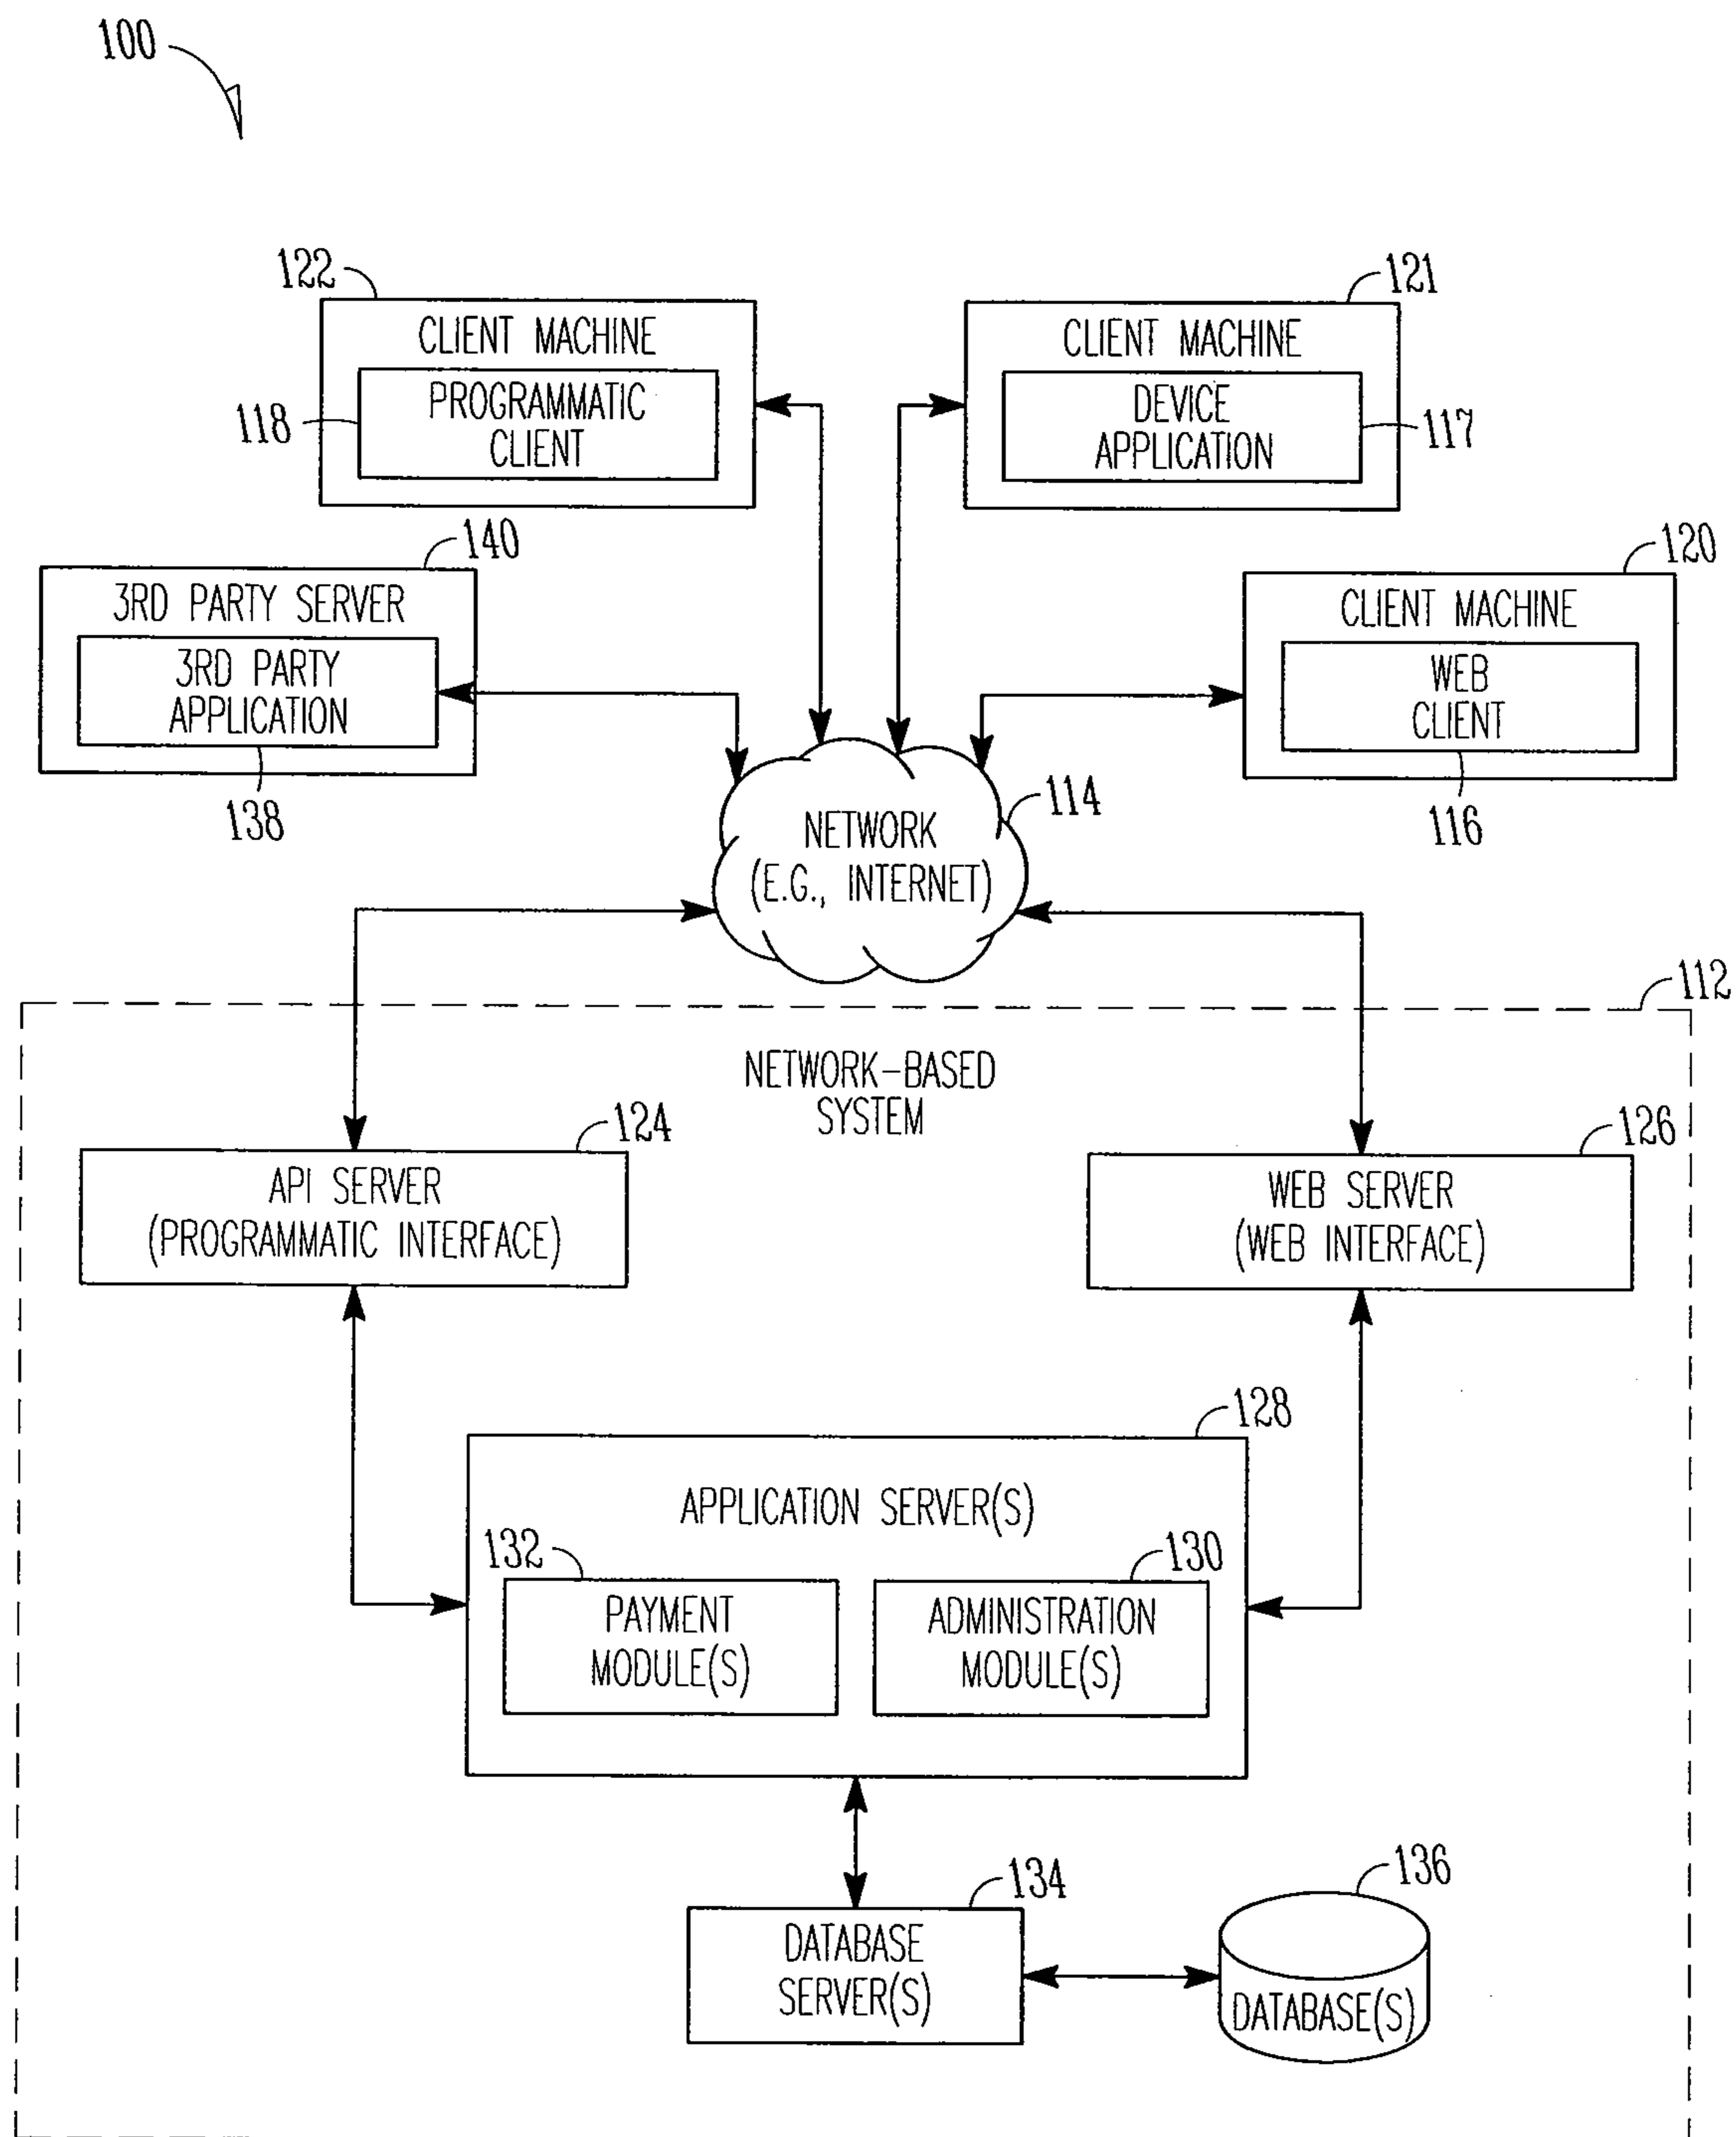 100
122
CLIENT MACHINE
118
PROGRAMMATIC
CLIENT
121
CLIENT MACHINE
DEVICE
APPLICATION
117
140
3RD PARTY SERVER
3RD PARTY
APPLICATION
138
120
CLIENT MACHINE
WEB
CLIENT
116
114
NETWORK
(E.G., INTERNET)
112
NETWORK-BASED
SYSTEM
124
API SERVER
(PROGRAMMATIC INTERFACE)
126
WEB SERVER
(WEB INTERFACE)
128
APPLICATION SERVER(S)
132
PAYMENT
MODULE(S)
130
ADMINISTRATION
MODULE(S)
134
DATABASE
SERVER(S)
136
DATABASE(S)